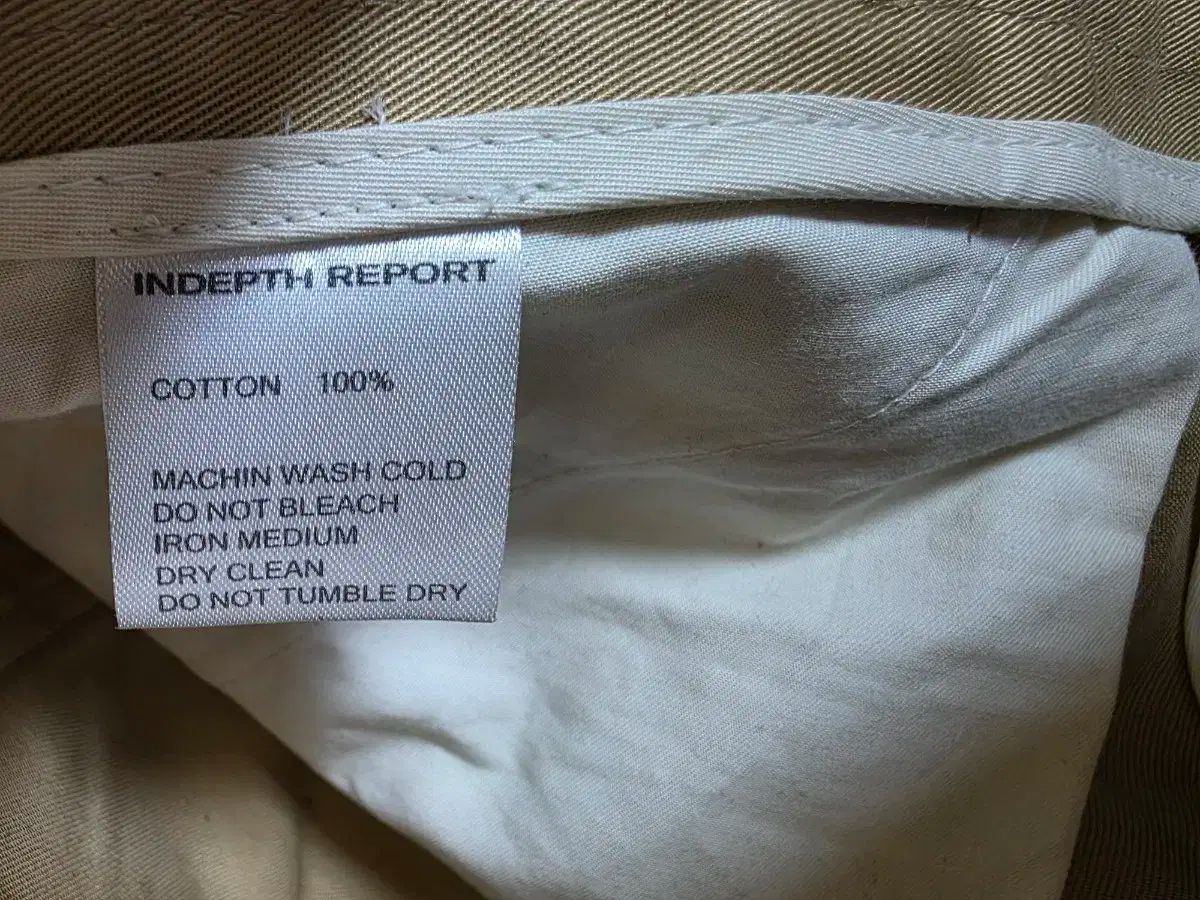 INDEPTH REPORT
COTTON 100%
MACHIN WASH COLD
DO NOT BLEACH
IRON MEDIUM
DRY CLEAN
DO NOT TUMBLE DRY